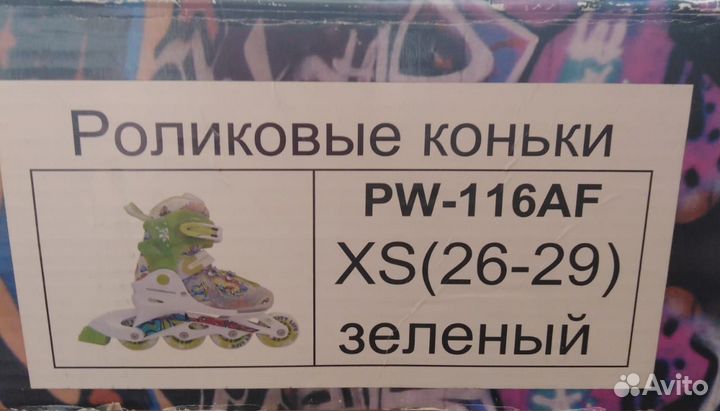 Роликовые коньки
PW-116AF
XS(26-29)
зеленый
Avito